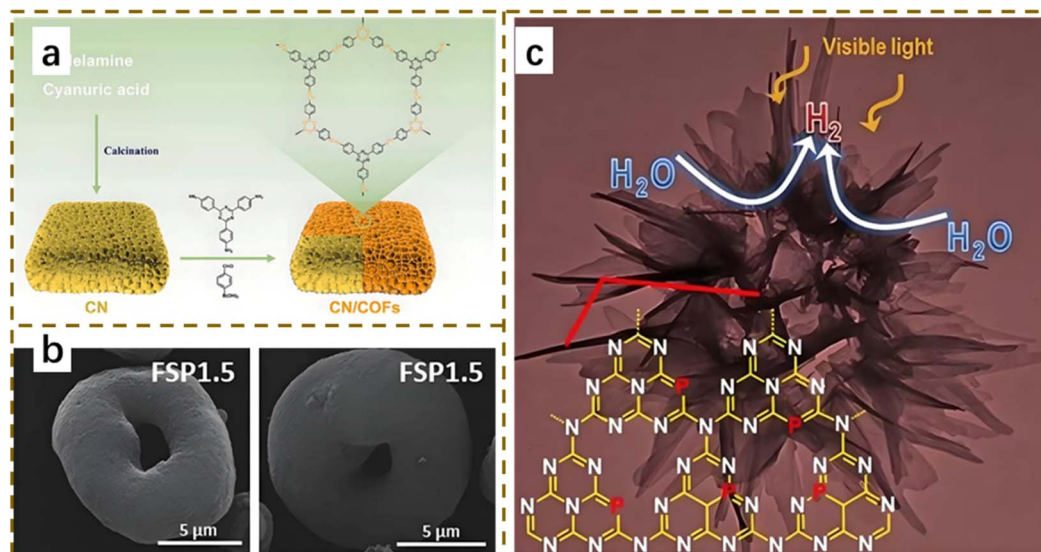 a
elamine
Cyanuric acid
Calcination
CN
CN/COFs
b
FSP1.5
5 μm
FSP1.5
5 μm
c
Visible light
H₂
H₂O
H₂O